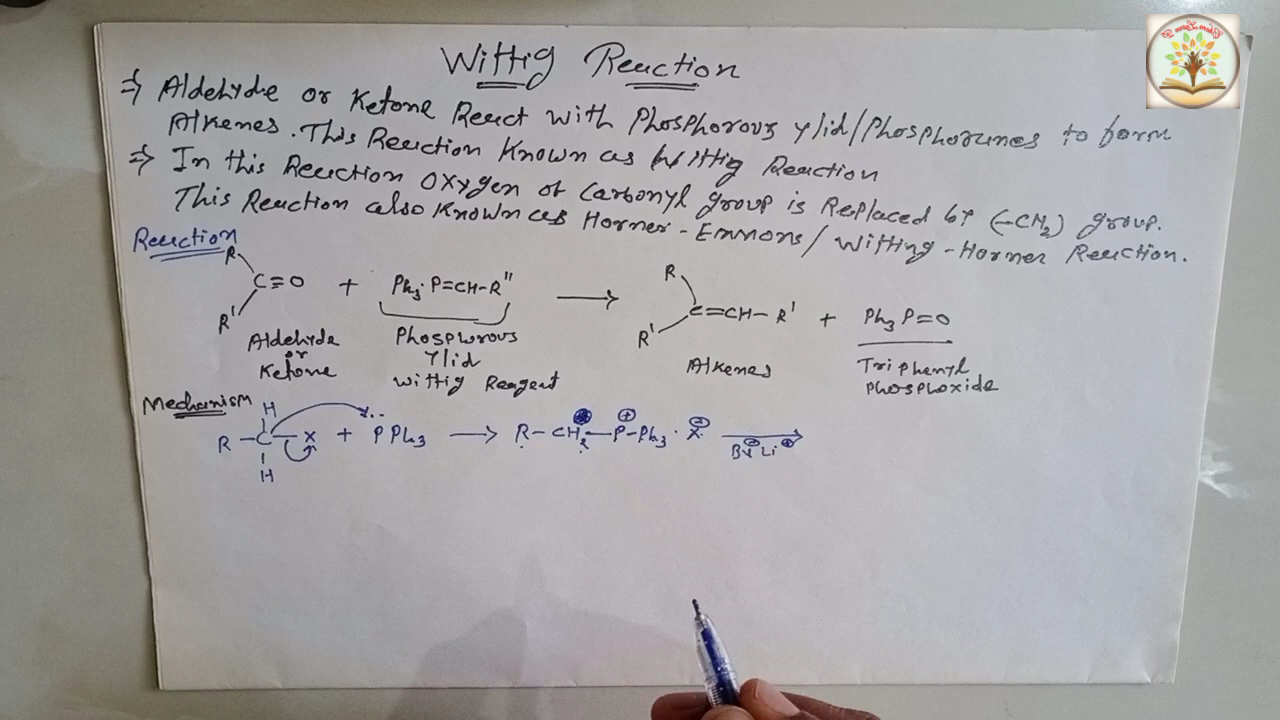 Wittig Reaction
⇒ Aldehyde or Ketone React with Phosphorous ylid/Phosphoranes to form
Alkenes. This Reaction Known as Wittig Reaction
⇒ In this Reaction Oxygen of Carbonyl group is Replaced by (=CH2) group.
This Reaction also Known as Horner-Emmons/Witting-Horner Reaction.
Reaction
R
R'
C=O + Ph3.P=CH-R'' ⟶
R
R'
C=CH-R' + Ph3P=O
Aldehyde
or
Ketone
Phosphorous
Ylid
Wittig Reagent
Alkenes
Triphenyl
Phosphoxide
Mechanism
H
R-C-X + PPh3 ⟶ R-CH2-P⊕-Ph3 . X⊖ ⟶
H
Li⊕